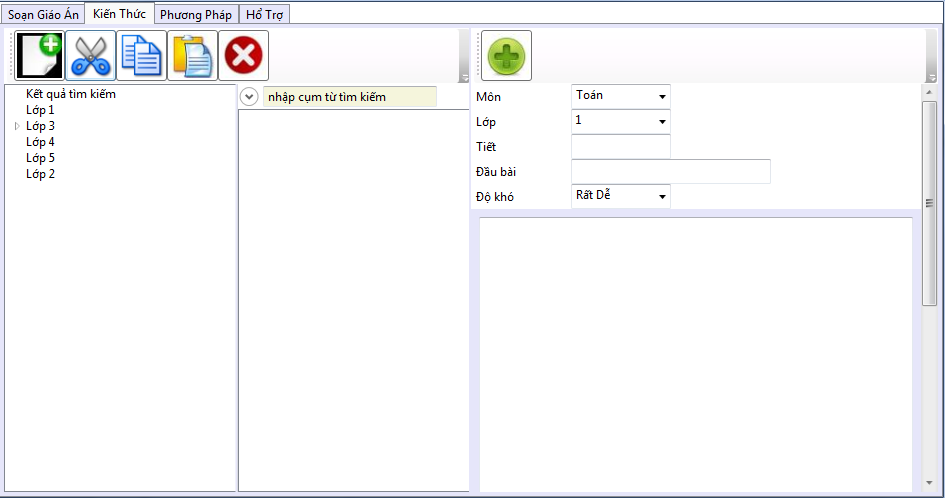 Soạn Giáo Án Kiến Thức Phương Pháp Hổ Trợ
Kết quả tìm kiếm
Lớp 1
Lớp 3
Lớp 4
Lớp 5
Lớp 2
nhập cụm từ tìm kiếm
Môn Toán
Lớp 1
Tiết
Đầu bài
Độ khó Rất Dễ